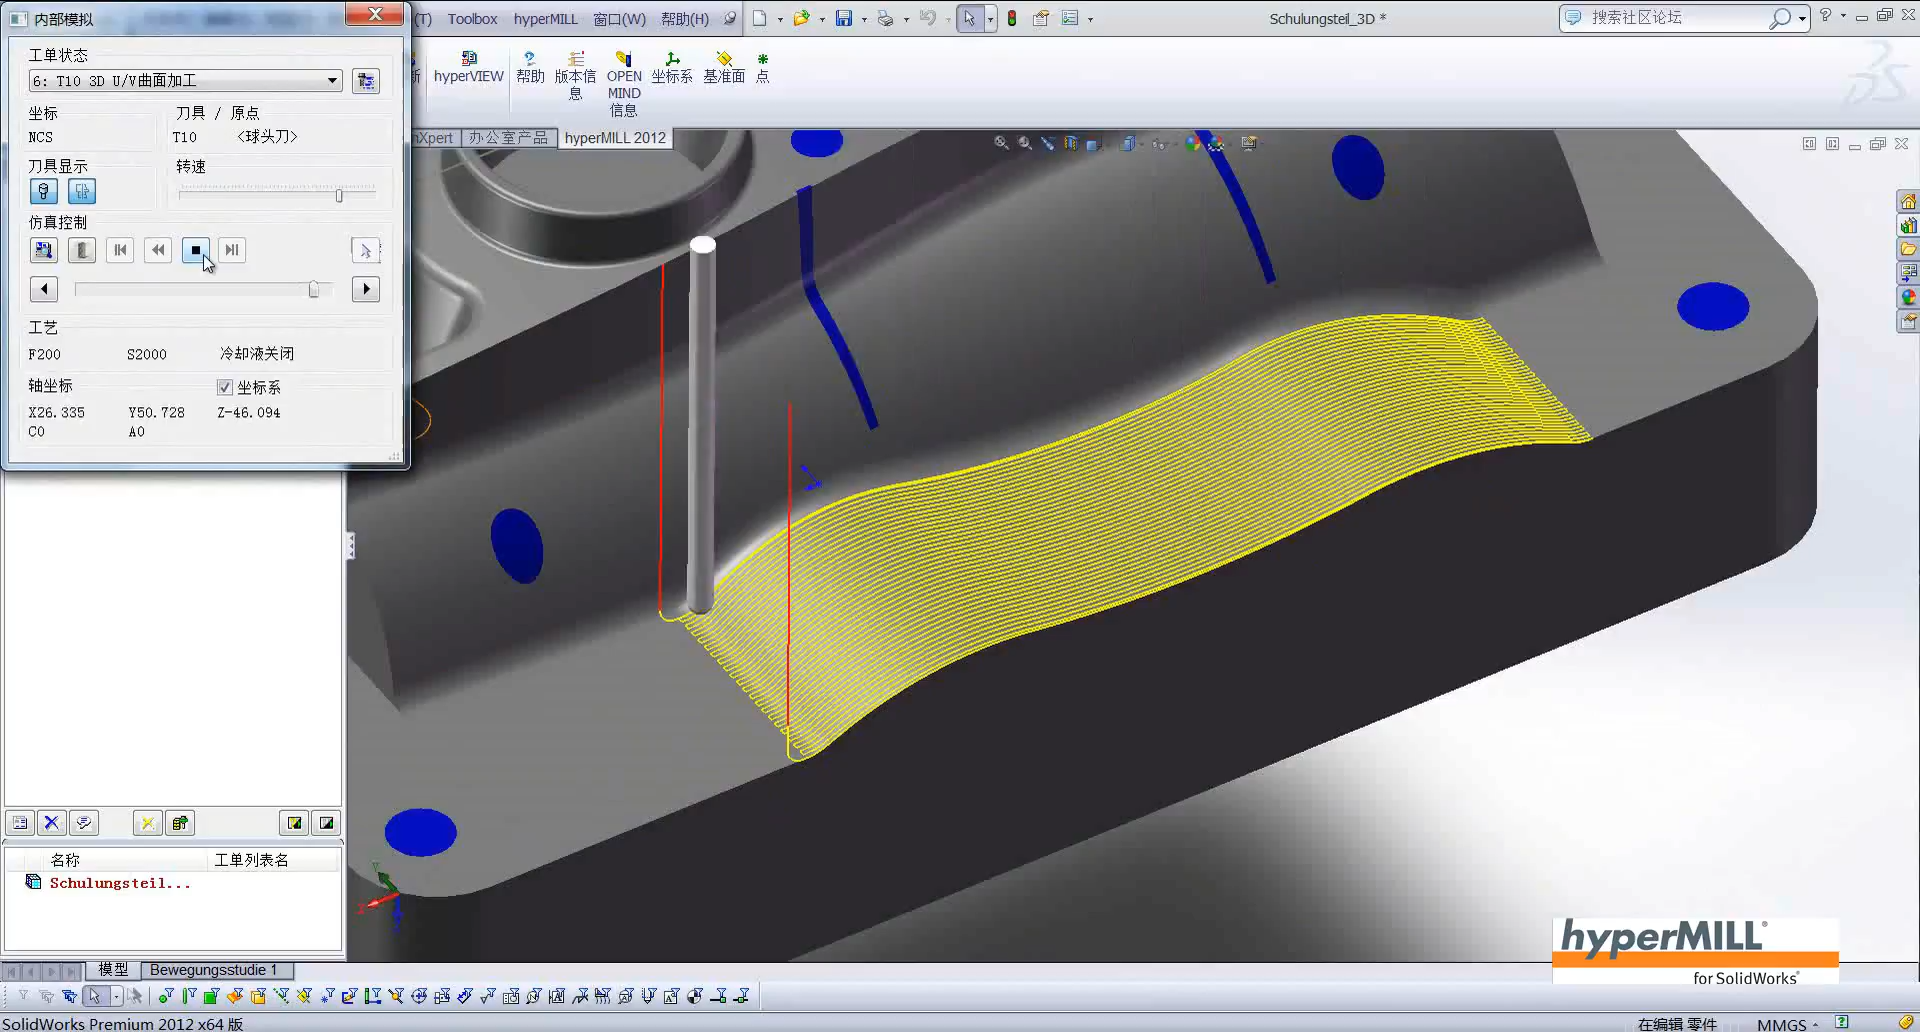 内部模拟
(T) Toolbox hyperMILL 窗口(W) 帮助(H)
Schulungsteil_3D *
搜索社区论坛
工单状态
6: T10 3D U/V曲面加工
坐标
刀具 / 原点
NCS
T10 <球头刀>
刀具显示
转速
仿真控制
工艺
F200 S2000 冷却液关闭
轴坐标
坐标系
X26.335 Y50.728 Z-46.094
C0 A0
hyperVIEW
帮助
版本信息
OPEN MIND 信息
坐标系
基准面
点
nXpert
办公室产品
hyperMILL 2012
名称
工单列表名
Schulungsteil...
模型
Bewegungsstudie 1
hyperMILL®
for SolidWorks®
SolidWorks Premium 2012 x64 版
在编辑 零件
MMGS